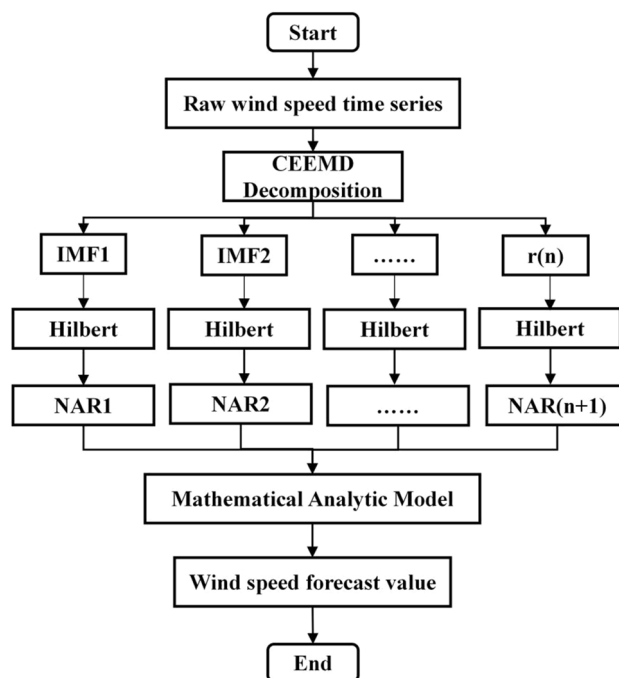 Start
Raw wind speed time series
CEEMD
Decomposition
IMF1
IMF2
……
r(n)
Hilbert
Hilbert
Hilbert
Hilbert
NAR1
NAR2
……
NAR(n+1)
Mathematical Analytic Model
Wind speed forecast value
End